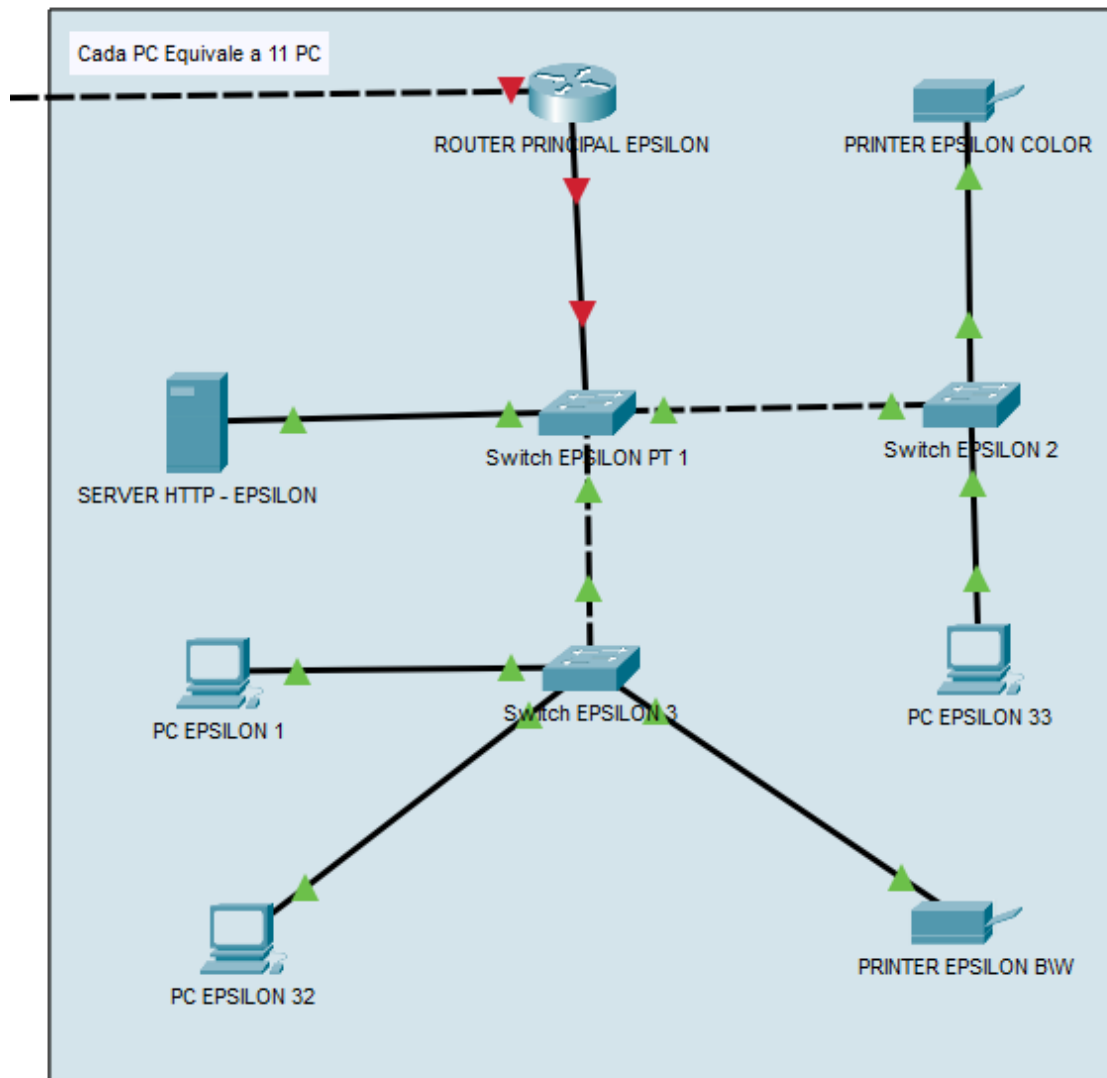 Cada PC Equivale a 11 PC
ROUTER PRINCIPAL EPSILON
PRINTER EPSILON COLOR
Switch EPSILON PT 1
Switch EPSILON 2
SERVER HTTP - EPSILON
PC EPSILON 1
Switch EPSILON 3
PC EPSILON 33
PC EPSILON 32
PRINTER EPSILON B\W